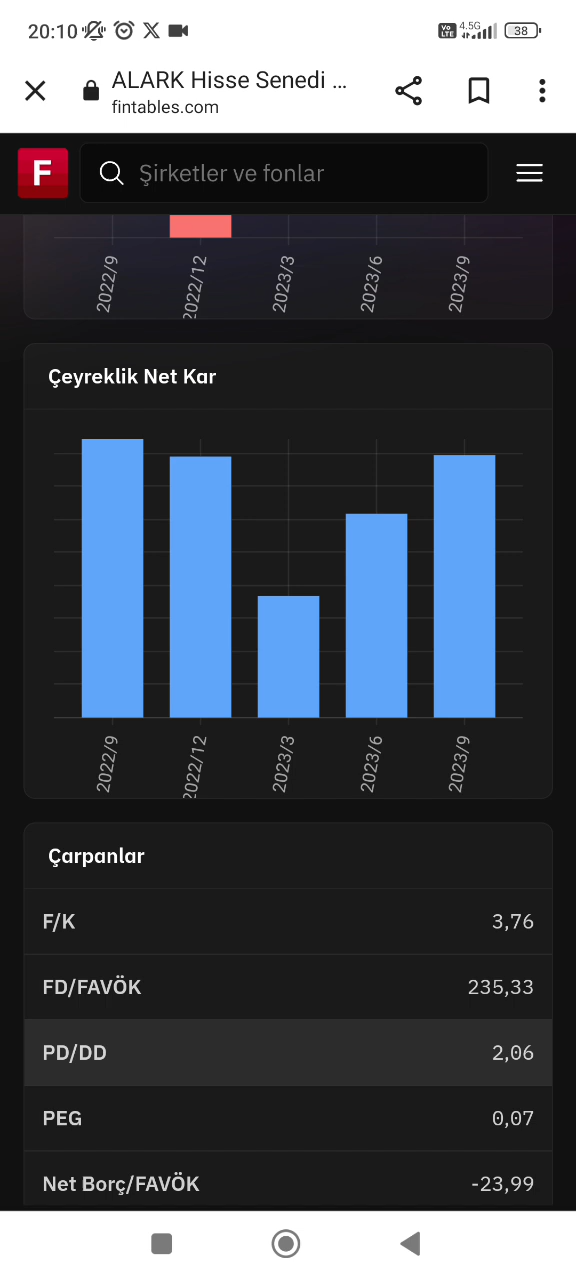 20:10
Vo LTE 4.5G 38
ALARK Hisse Senedi ...
fintables.com
F Şirketler ve fonlar
2022/9 2022/12 2023/3 2023/6 2023/9
Çeyreklik Net Kar
2022/9 2022/12 2023/3 2023/6 2023/9
Çarpanlar
F/K 3,76
FD/FAVÖK 235,33
PD/DD 2,06
PEG 0,07
Net Borç/FAVÖK -23,99